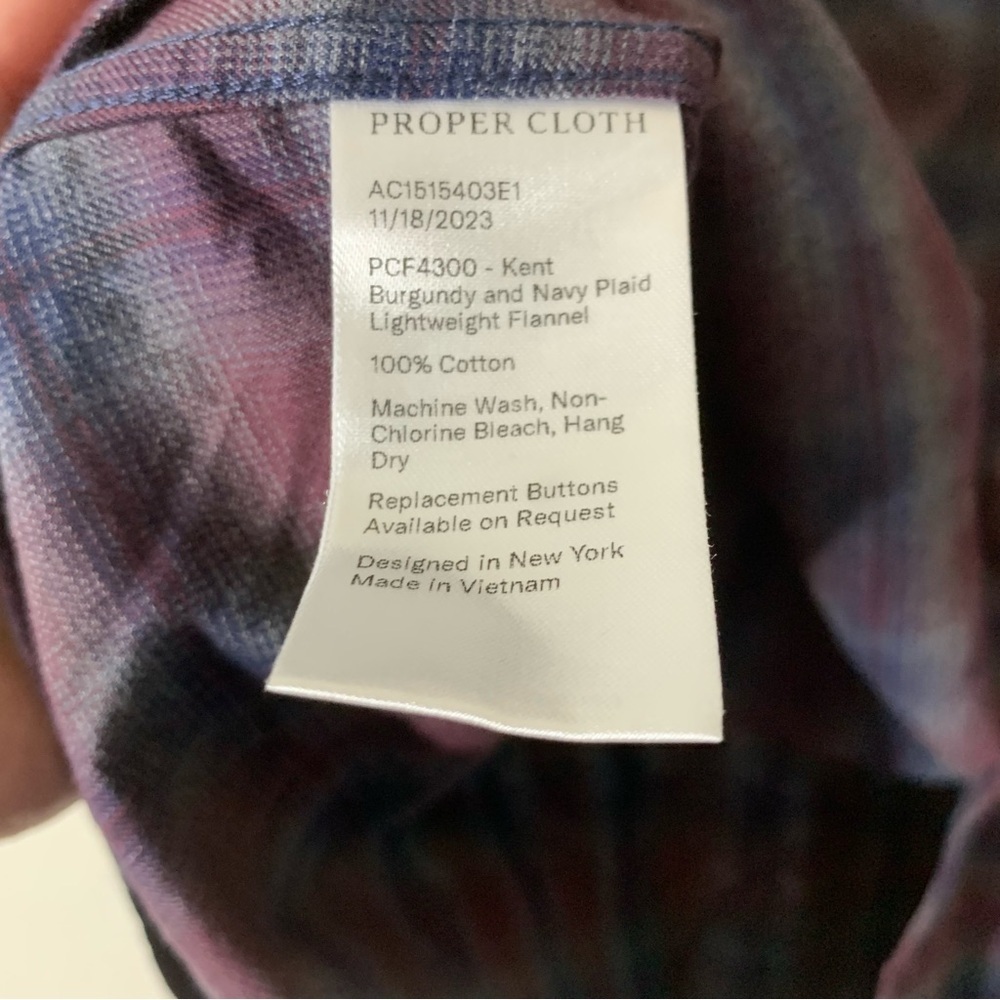 PROPER CLOTH
AC1515403E1
11/18/2023
PCF4300 - Kent
Burgundy and Navy Plaid
Lightweight Flannel
100% Cotton
Machine Wash, Non-
Chlorine Bleach, Hang
Dry
Replacement Buttons
Available on Request
Designed in New York
Made in Vietnam